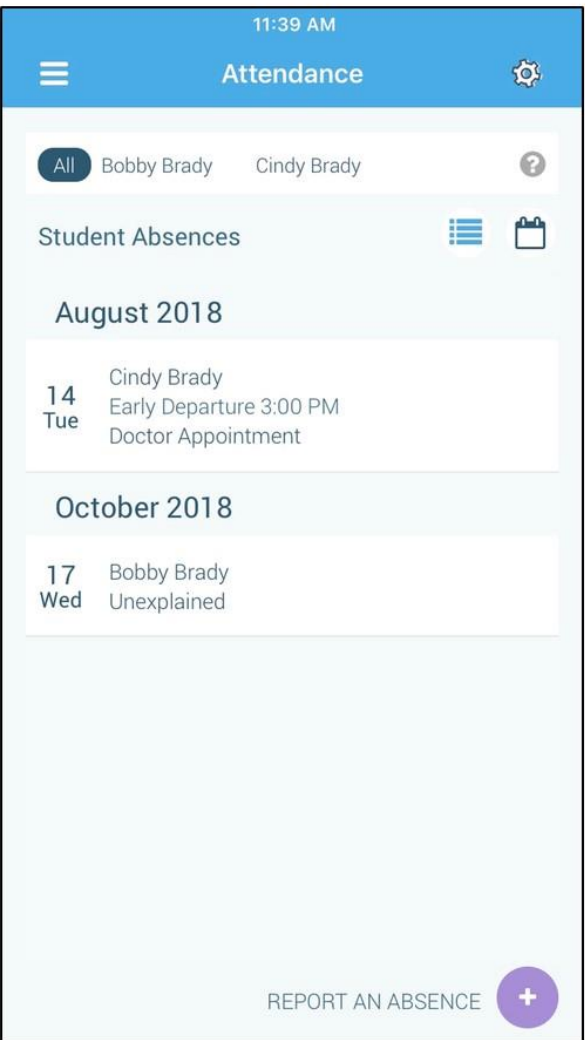 11:39 AM
Attendance
All Bobby Brady Cindy Brady ?
Student Absences
August 2018
14
Tue
Cindy Brady
Early Departure 3:00 PM
Doctor Appointment
October 2018
17
Wed
Bobby Brady
Unexplained
REPORT AN ABSENCE +